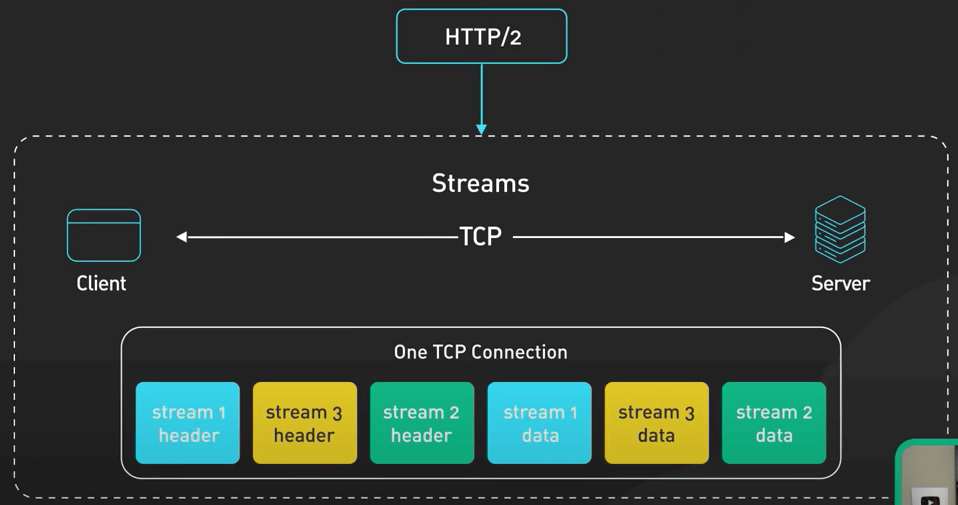 HTTP/2
Streams
TCP
Client
Server
One TCP Connection
stream 1
header
stream 3
header
stream 2
header
stream 1
data
stream 3
data
stream 2
data